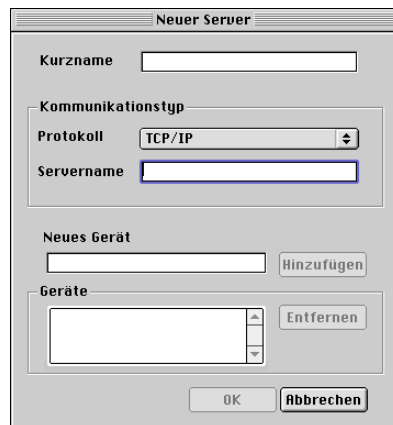 Neuer Server
Kurzname
Kommunikationstyp
Protokoll TCP/IP
Servername
Neues Gerät
Hinzufügen
Geräte
Entfernen
OK Abbrechen